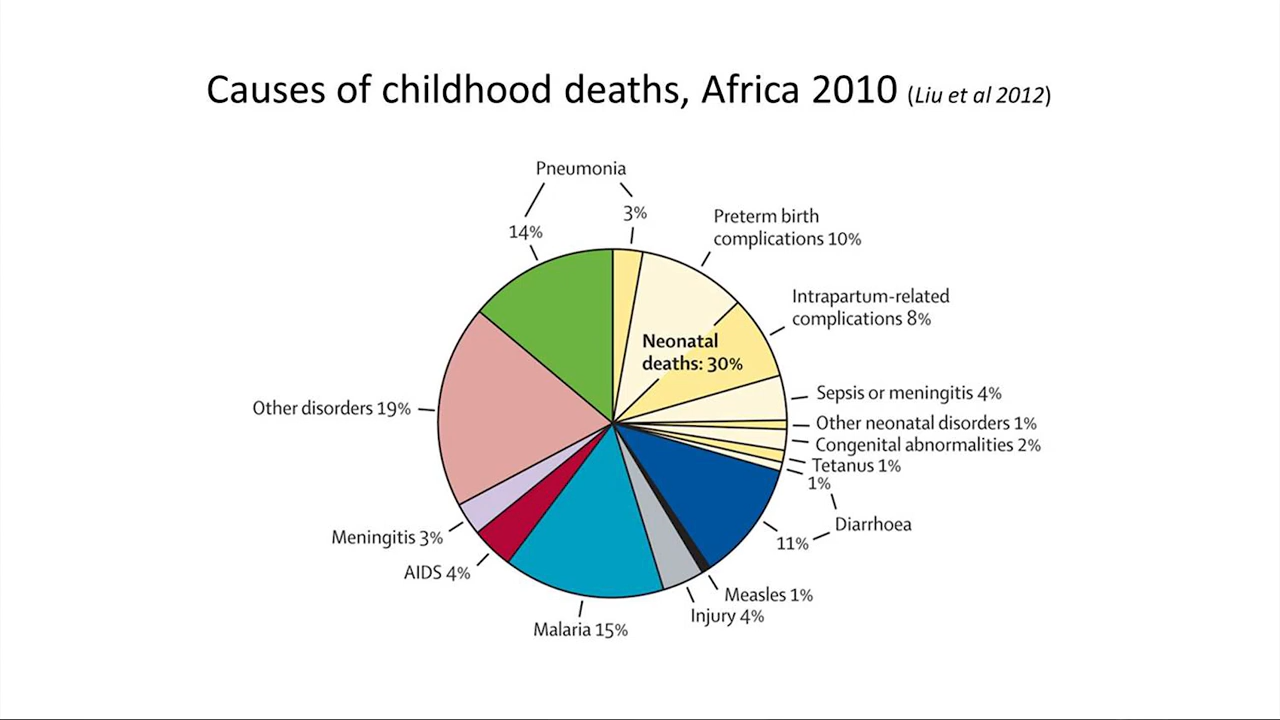 Causes of childhood deaths, Africa 2010 (Liu et al 2012)
Pneumonia
3%
14%
Preterm birth
complications 10%
Intrapartum-related
complications 8%
Neonatal
deaths: 30%
Sepsis or meningitis 4%
Other disorders 19%
Other neonatal disorders 1%
Congenital abnormalities 2%
Tetanus 1%
1%
Diarrhoea
11%
Meningitis 3%
AIDS 4%
Measles 1%
Injury 4%
Malaria 15%